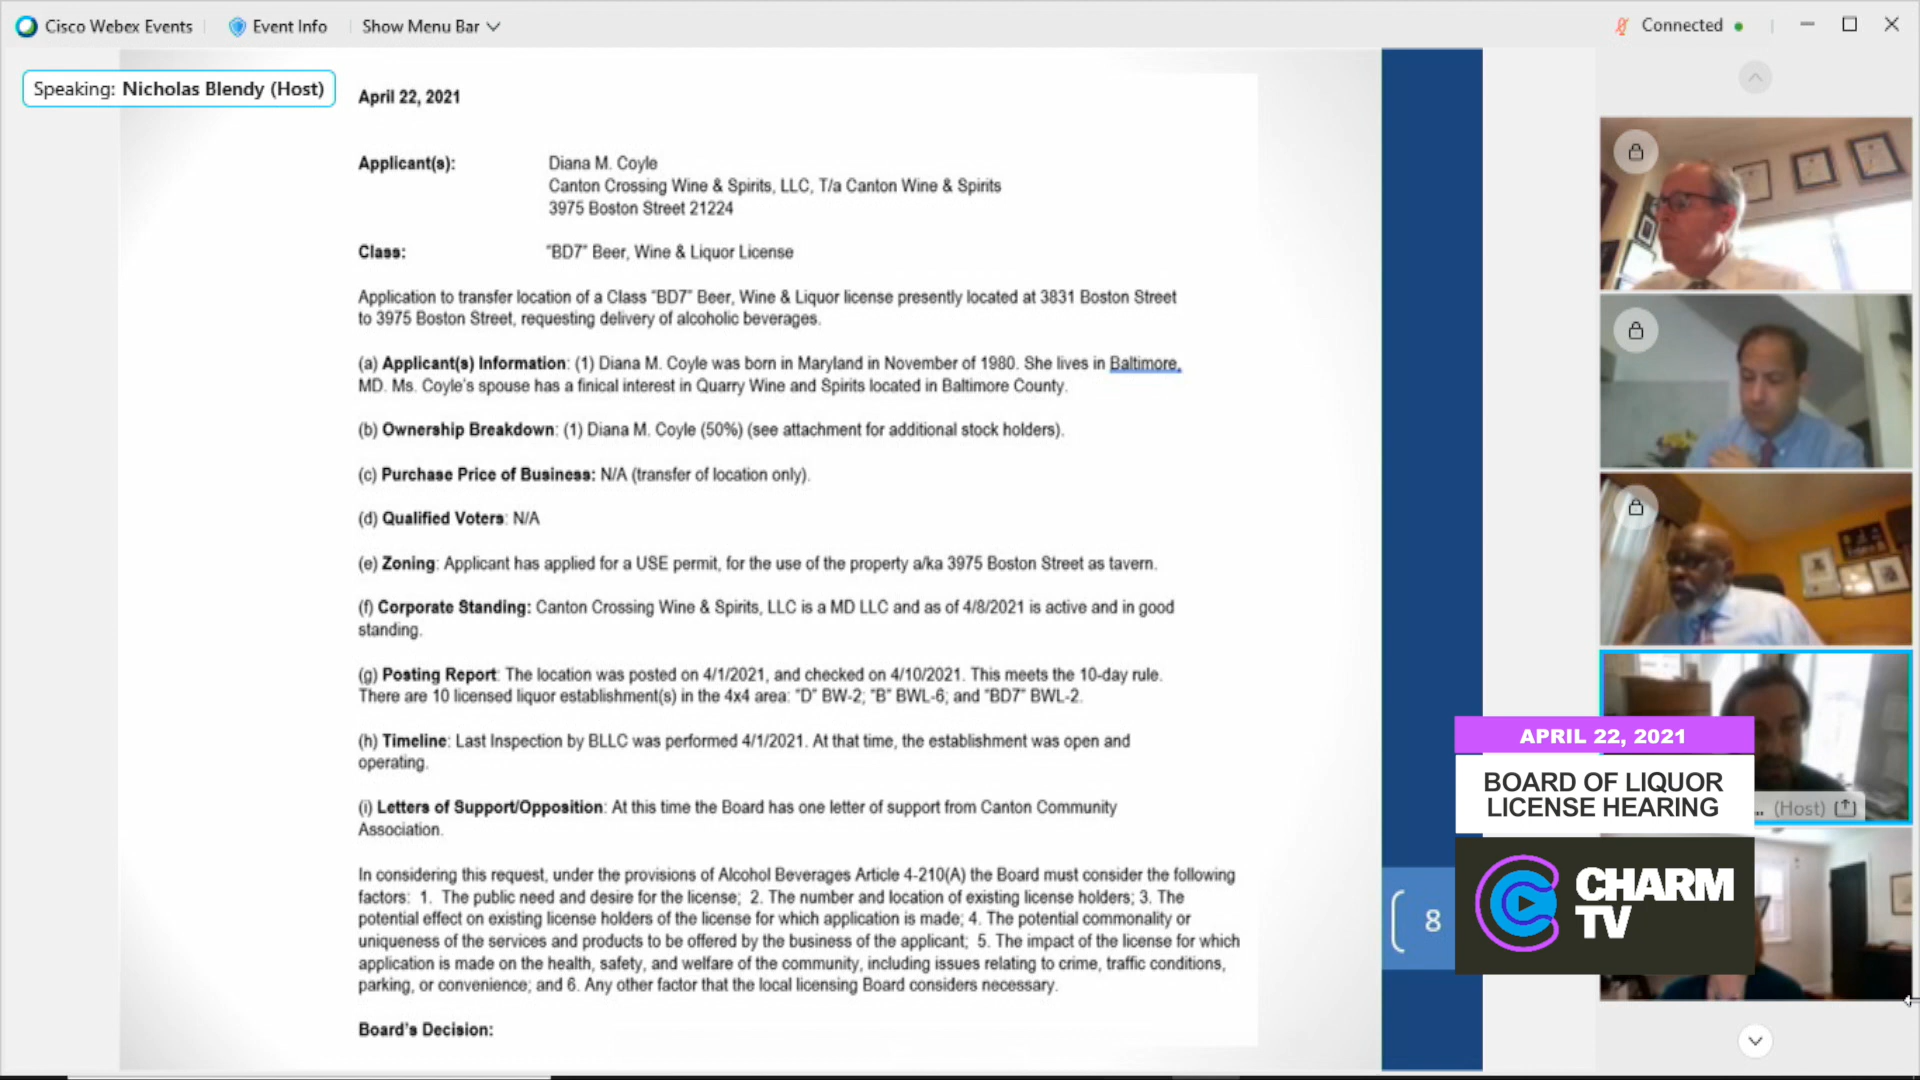 Cisco Webex Events
Event Info
Show Menu Bar
Connected
Speaking: Nicholas Blendy (Host)
April 22, 2021
Applicant(s): Diana M. Coyle
Canton Crossing Wine & Spirits, LLC, T/a Canton Wine & Spirits
3975 Boston Street 21224
Class: "BD7" Beer, Wine & Liquor License
Application to transfer location of a Class "BD7" Beer, Wine & Liquor license presently located at 3831 Boston Street
to 3975 Boston Street, requesting delivery of alcoholic beverages.
(a) Applicant(s) Information: (1) Diana M. Coyle was born in Maryland in November of 1980. She lives in Baltimore,
MD. Ms. Coyle's spouse has a finical interest in Quarry Wine and Spirits located in Baltimore County.
(b) Ownership Breakdown: (1) Diana M. Coyle (50%) (see attachment for additional stock holders).
(c) Purchase Price of Business: N/A (transfer of location only).
(d) Qualified Voters: N/A
(e) Zoning: Applicant has applied for a USE permit, for the use of the property a/ka 3975 Boston Street as tavern.
(f) Corporate Standing: Canton Crossing Wine & Spirits, LLC is a MD LLC and as of 4/8/2021 is active and in good
standing.
(g) Posting Report: The location was posted on 4/1/2021, and checked on 4/10/2021. This meets the 10-day rule.
There are 10 licensed liquor establishment(s) in the 4x4 area: "D" BW-2; "B" BWL-6; and "BD7" BWL-2.
(h) Timeline: Last Inspection by BLLC was performed 4/1/2021. At that time, the establishment was open and
operating.
(i) Letters of Support/Opposition: At this time the Board has one letter of support from Canton Community
Association.
In considering this request, under the provisions of Alcohol Beverages Article 4-210(A) the Board must consider the following
factors: 1. The public need and desire for the license; 2. The number and location of existing license holders; 3. The
potential effect on existing license holders of the license for which application is made; 4. The potential commonality or
uniqueness of the services and products to be offered by the business of the applicant; 5. The impact of the license for which
application is made on the health, safety, and welfare of the community, including issues relating to crime, traffic conditions,
parking, or convenience; and 6. Any other factor that the local licensing Board considers necessary.
Board's Decision:
8
APRIL 22, 2021
BOARD OF LIQUOR
LICENSE HEARING
.. (Host)
CHARM
TV